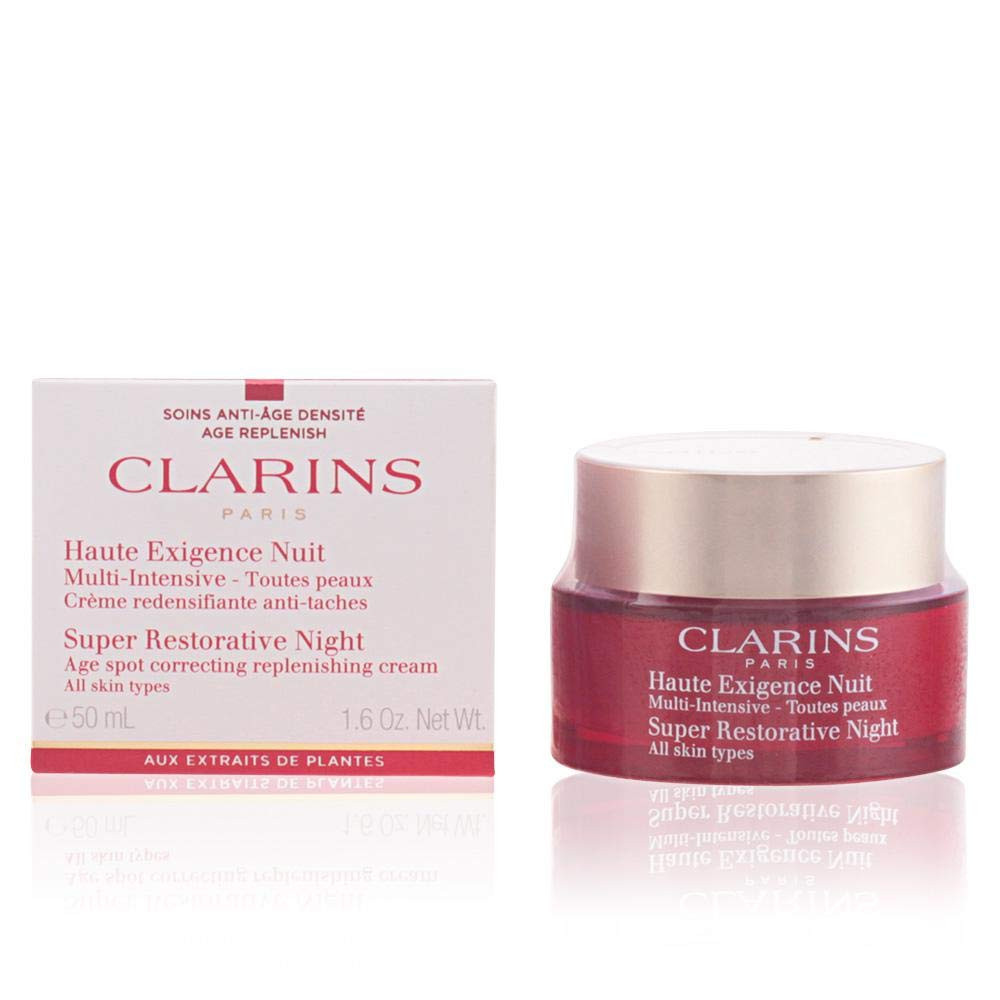 SOINS ANTI-ÂGE DENSITÉ
AGE REPLENISH
CLARINS
PARIS
Haute Exigence Nuit
Multi-Intensive - Toutes peaux
Crème redensifiante anti-taches
Super Restorative Night
Age spot correcting replenishing cream
All skin types
℮ 50 mL 1.6 Oz. Net Wt.
AUX EXTRAITS DE PLANTES
CLARINS
PARIS
Haute Exigence Nuit
Multi-Intensive - Toutes peaux
Super Restorative Night
All skin types